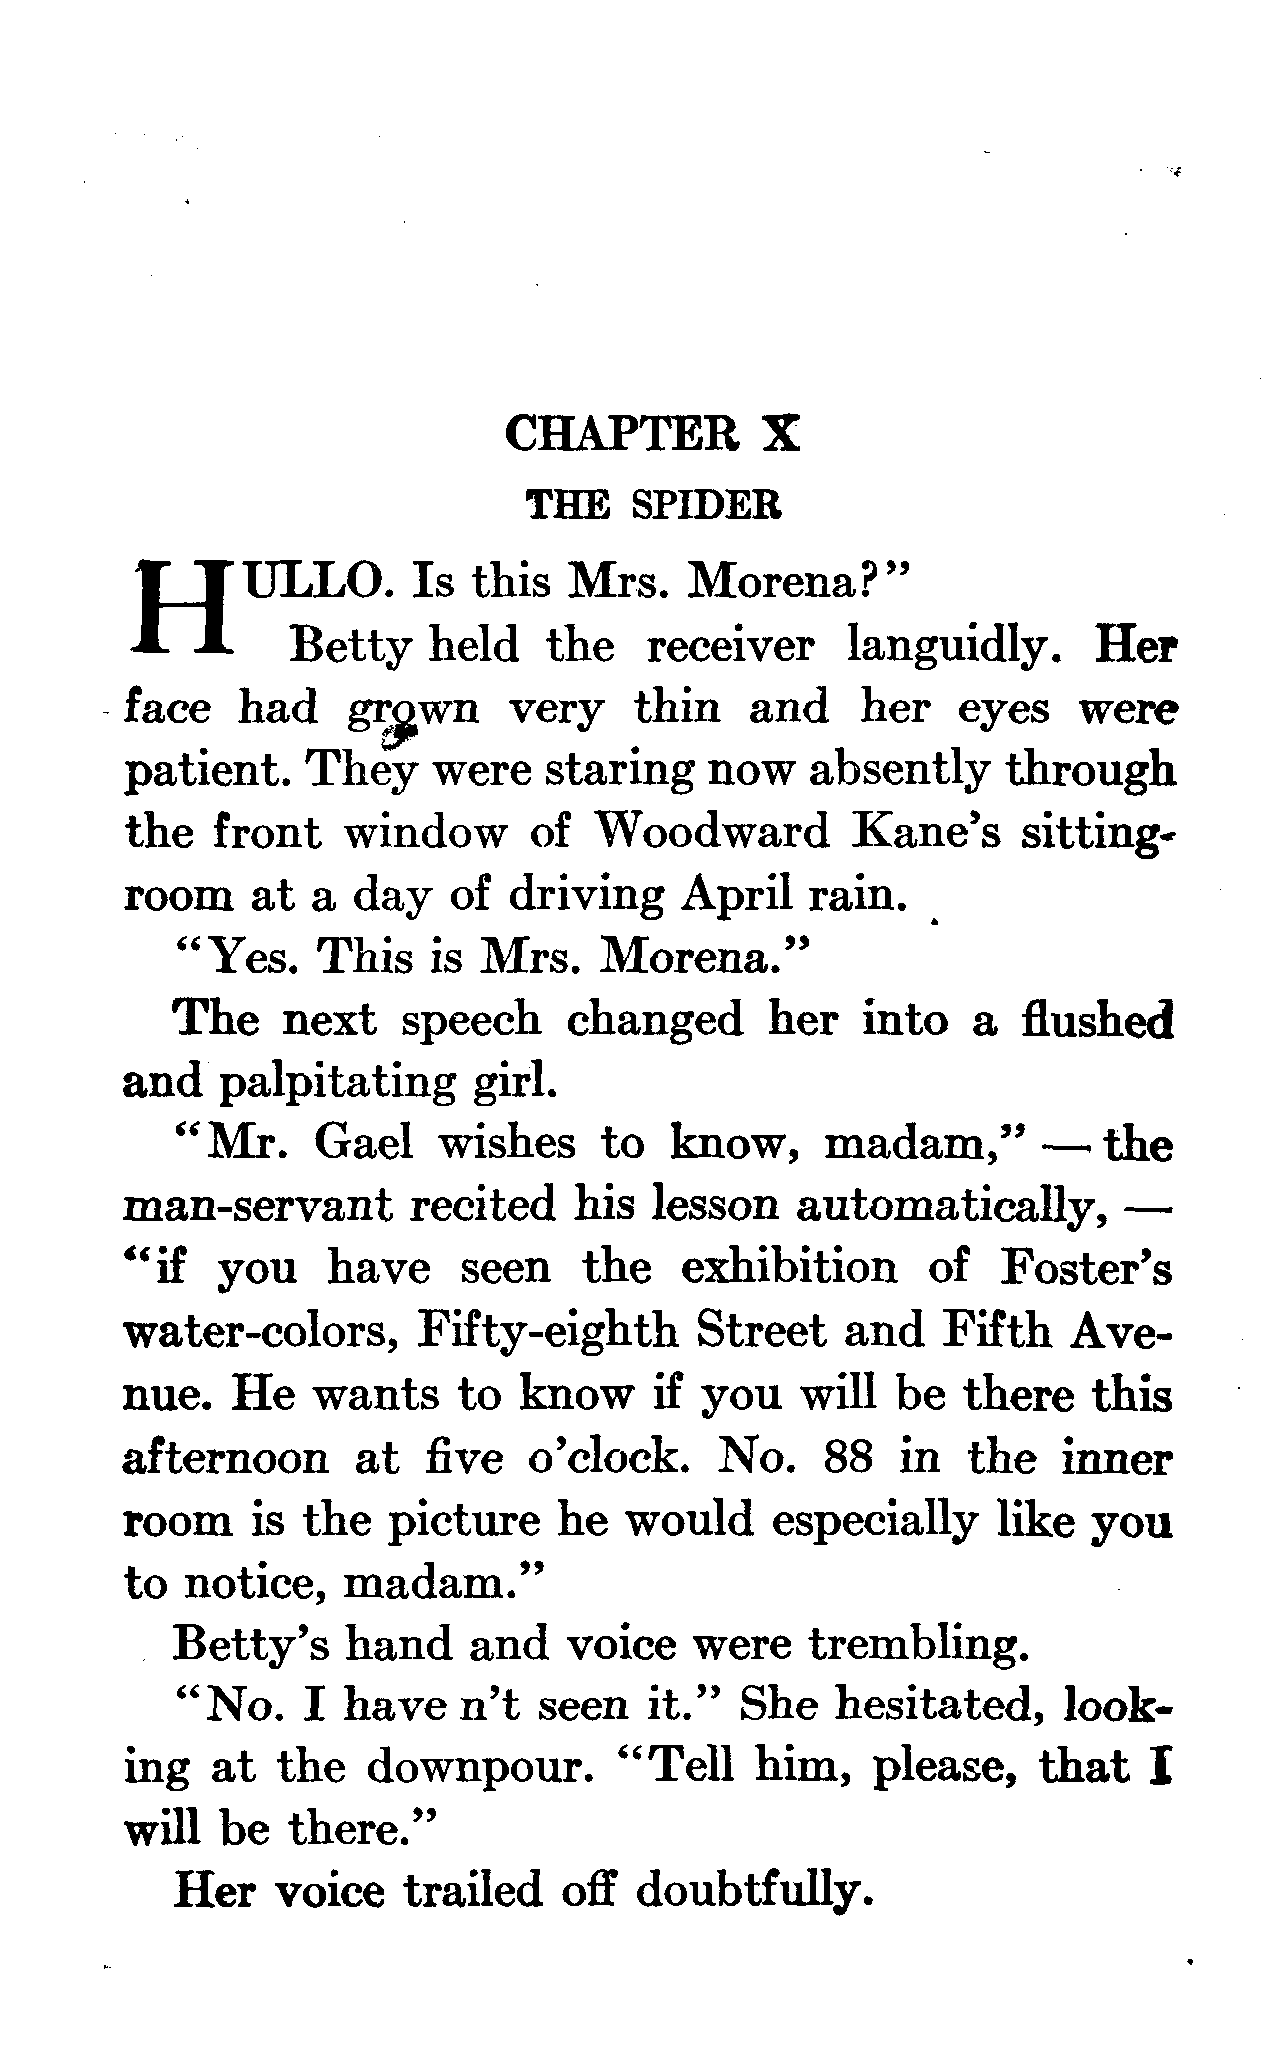 CHAPTER X
THE SPIDER
HULLO. Is this Mrs. Morena?”
Betty held the receiver languidly. Her
face had grown very thin and her eyes were
patient. They were staring now absently through
the front window of Woodward Kane’s sitting-
room at a day of driving April rain.
“Yes. This is Mrs. Morena.”
The next speech changed her into a flushed
and palpitating girl.
“Mr. Gael wishes to know, madam,” — the
man-servant recited his lesson automatically, —
“if you have seen the exhibition of Foster’s
water-colors, Fifty-eighth Street and Fifth Ave-
nue. He wants to know if you will be there this
afternoon at five o’clock. No. 88 in the inner
room is the picture he would especially like you
to notice, madam.”
Betty’s hand and voice were trembling.
“No. I have n’t seen it.” She hesitated, look-
ing at the downpour. “Tell him, please, that I
will be there.”
Her voice trailed off doubtfully.